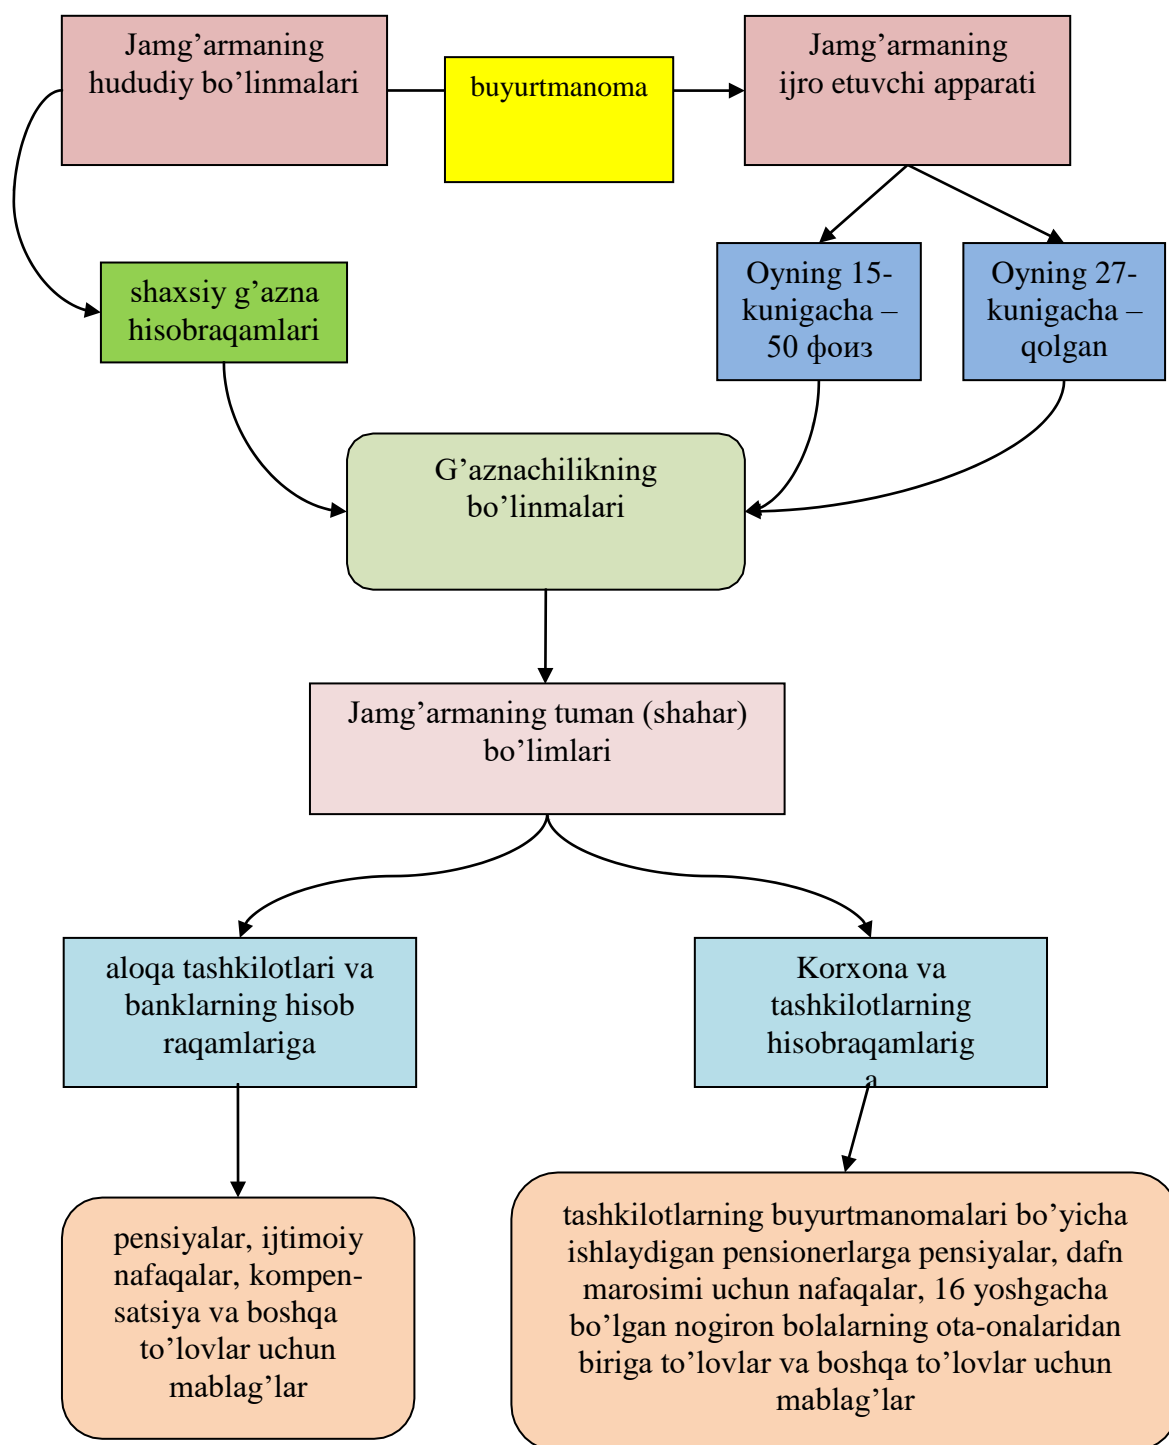 Jamg’armaning
hududiy bo’linmalari
buyurtmanoma
Jamg’armaning
ijro etuvchi apparati
shaxsiy g’azna
hisobraqamlari
Oyning 15-
kunigacha –
50 фоиз
Oyning 27-
kunigacha –
qolgan
G’aznachilikning
bo’linmalari
Jamg’armaning tuman (shahar)
bo’limlari
aloqa tashkilotlari va
banklarning hisob
raqamlariga
Korxona va
tashkilotlarning
hisobraqamlarig
a
pensiyalar, ijtimoiy
nafaqalar, kompen-
satsiya va boshqa
to’lovlar uchun
mablag’lar
tashkilotlarning buyurtmanomalari bo’yicha
ishlaydigan pensionerlarga pensiyalar, dafn
marosimi uchun nafaqalar, 16 yoshgacha
bo’lgan nogiron bolalarning ota-onalaridan
biriga to’lovlar va boshqa to’lovlar uchun
mablag’lar